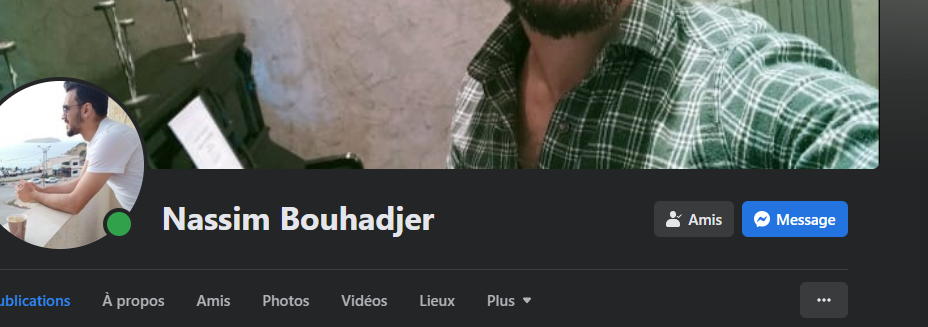 Nassim Bouhadjer
Amis
Message
ublications
À propos
Amis
Photos
Vidéos
Lieux
Plus